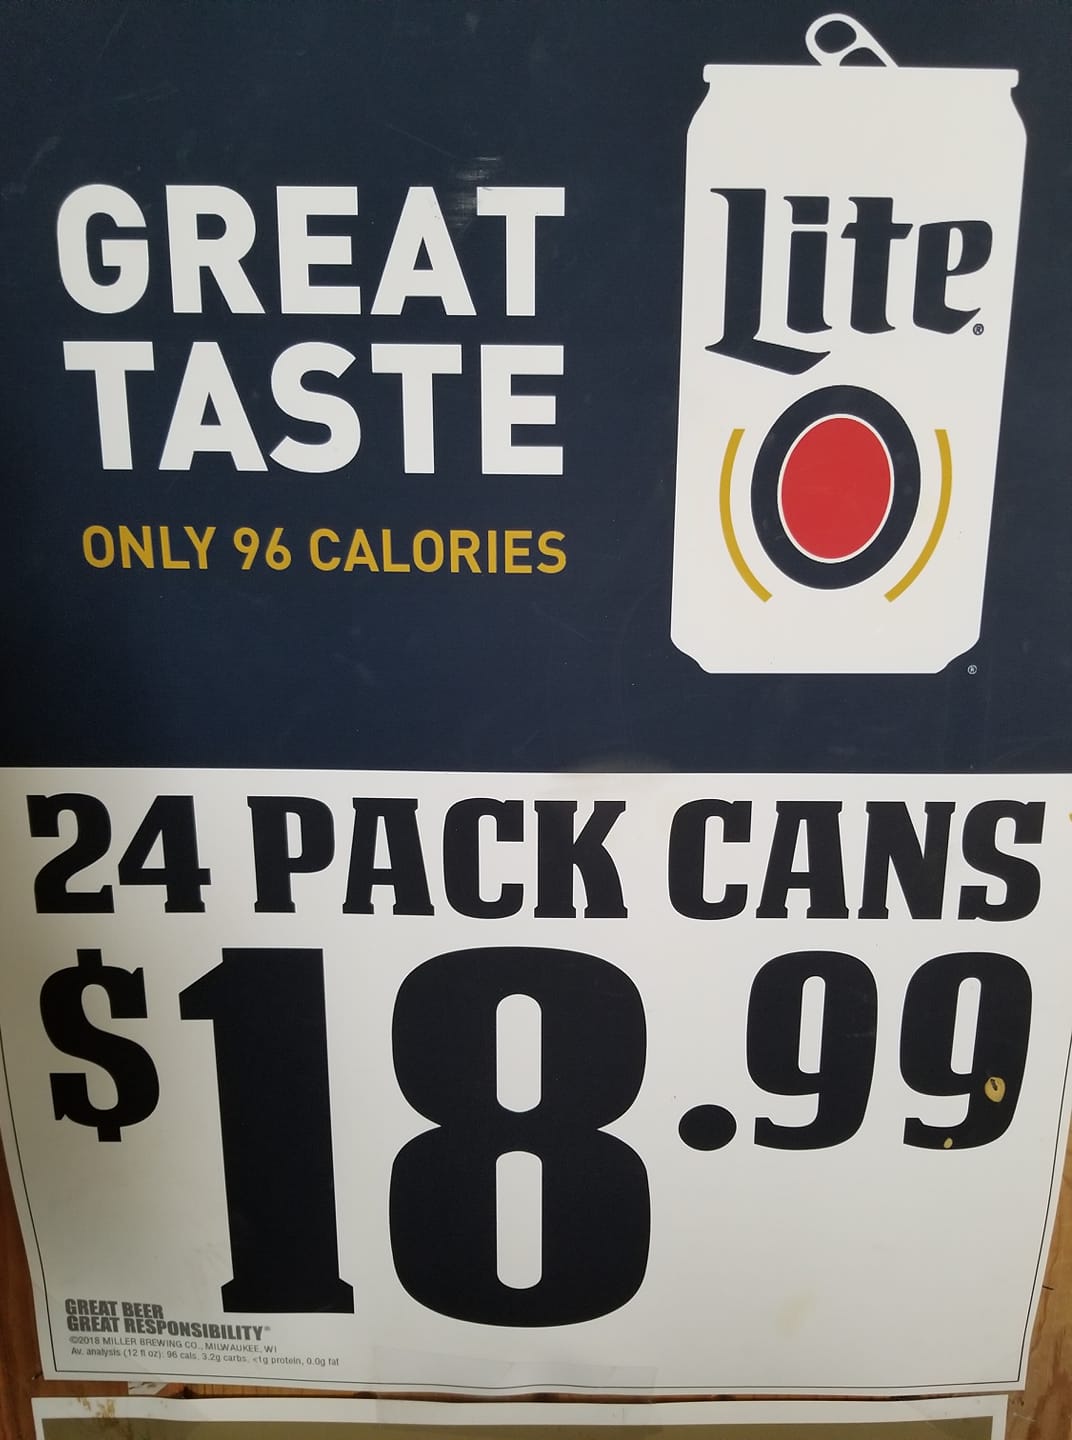 GREAT
TASTE
ONLY 96 CALORIES
Lite®
®
24 PACK CANS
$18.99
GREAT BEER
GREAT RESPONSIBILITY®
©2018 MILLER BREWING CO., MILWAUKEE, WI
Av. analysis (12 fl oz): 96 cals, 3.2g carbs, <1g protein, 0.0g fat